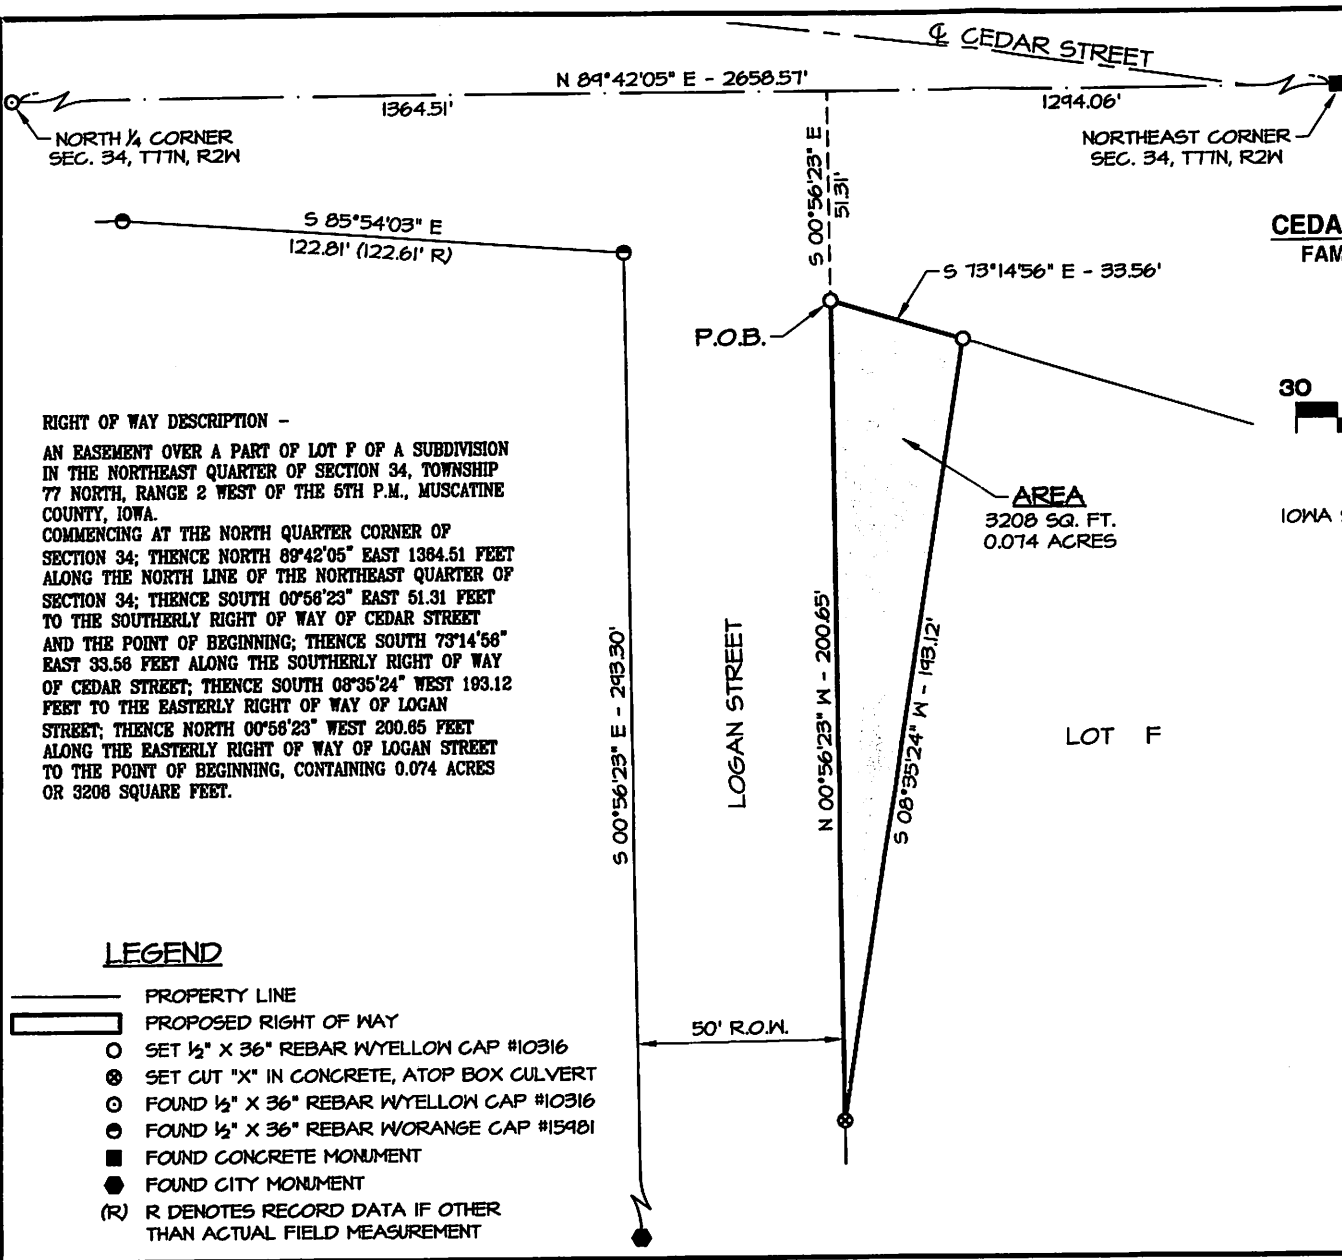 ℄ CEDAR STREET
N 89°42'05" E - 2658.57'
1364.51'
1294.06'
NORTH 1/4 CORNER
SEC. 34, T77N, R2W
NORTHEAST CORNER
SEC. 34, T77N, R2W
S 00°56'23" E
51.31'
S 85°54'03" E
122.81' (122.61' R)
CEDA
FAM
S 73°14'56" E - 33.56'
P.O.B.
30
RIGHT OF WAY DESCRIPTION -
AN EASEMENT OVER A PART OF LOT F OF A SUBDIVISION
IN THE NORTHEAST QUARTER OF SECTION 34, TOWNSHIP
77 NORTH, RANGE 2 WEST OF THE 5TH P.M., MUSCATINE
COUNTY, IOWA.
COMMENCING AT THE NORTH QUARTER CORNER OF
SECTION 34; THENCE NORTH 89°42'05" EAST 1364.51 FEET
ALONG THE NORTH LINE OF THE NORTHEAST QUARTER OF
SECTION 34; THENCE SOUTH 00°56'23" EAST 51.31 FEET
TO THE SOUTHERLY RIGHT OF WAY OF CEDAR STREET
AND THE POINT OF BEGINNING; THENCE SOUTH 73°14'56"
EAST 33.56 FEET ALONG THE SOUTHERLY RIGHT OF WAY
OF CEDAR STREET; THENCE SOUTH 08°35'24" WEST 193.12
FEET TO THE EASTERLY RIGHT OF WAY OF LOGAN
STREET; THENCE NORTH 00°56'23" WEST 200.65 FEET
ALONG THE EASTERLY RIGHT OF WAY OF LOGAN STREET
TO THE POINT OF BEGINNING, CONTAINING 0.074 ACRES
OR 3208 SQUARE FEET.
AREA
3208 SQ. FT.
0.074 ACRES
IOWA
S 00°56'23" E - 293.30'
LOGAN STREET
N 00°56'23" W - 200.65'
S 08°35'24" W - 193.12'
LOT F
50' R.O.W.
LEGEND
PROPERTY LINE
PROPOSED RIGHT OF WAY
SET 1/2" X 36" REBAR W/YELLOW CAP #10316
SET CUT "X" IN CONCRETE, ATOP BOX CULVERT
FOUND 1/2" X 36" REBAR W/YELLOW CAP #10316
FOUND 1/2" X 36" REBAR W/ORANGE CAP #15981
FOUND CONCRETE MONUMENT
FOUND CITY MONUMENT
(R) R DENOTES RECORD DATA IF OTHER
THAN ACTUAL FIELD MEASUREMENT